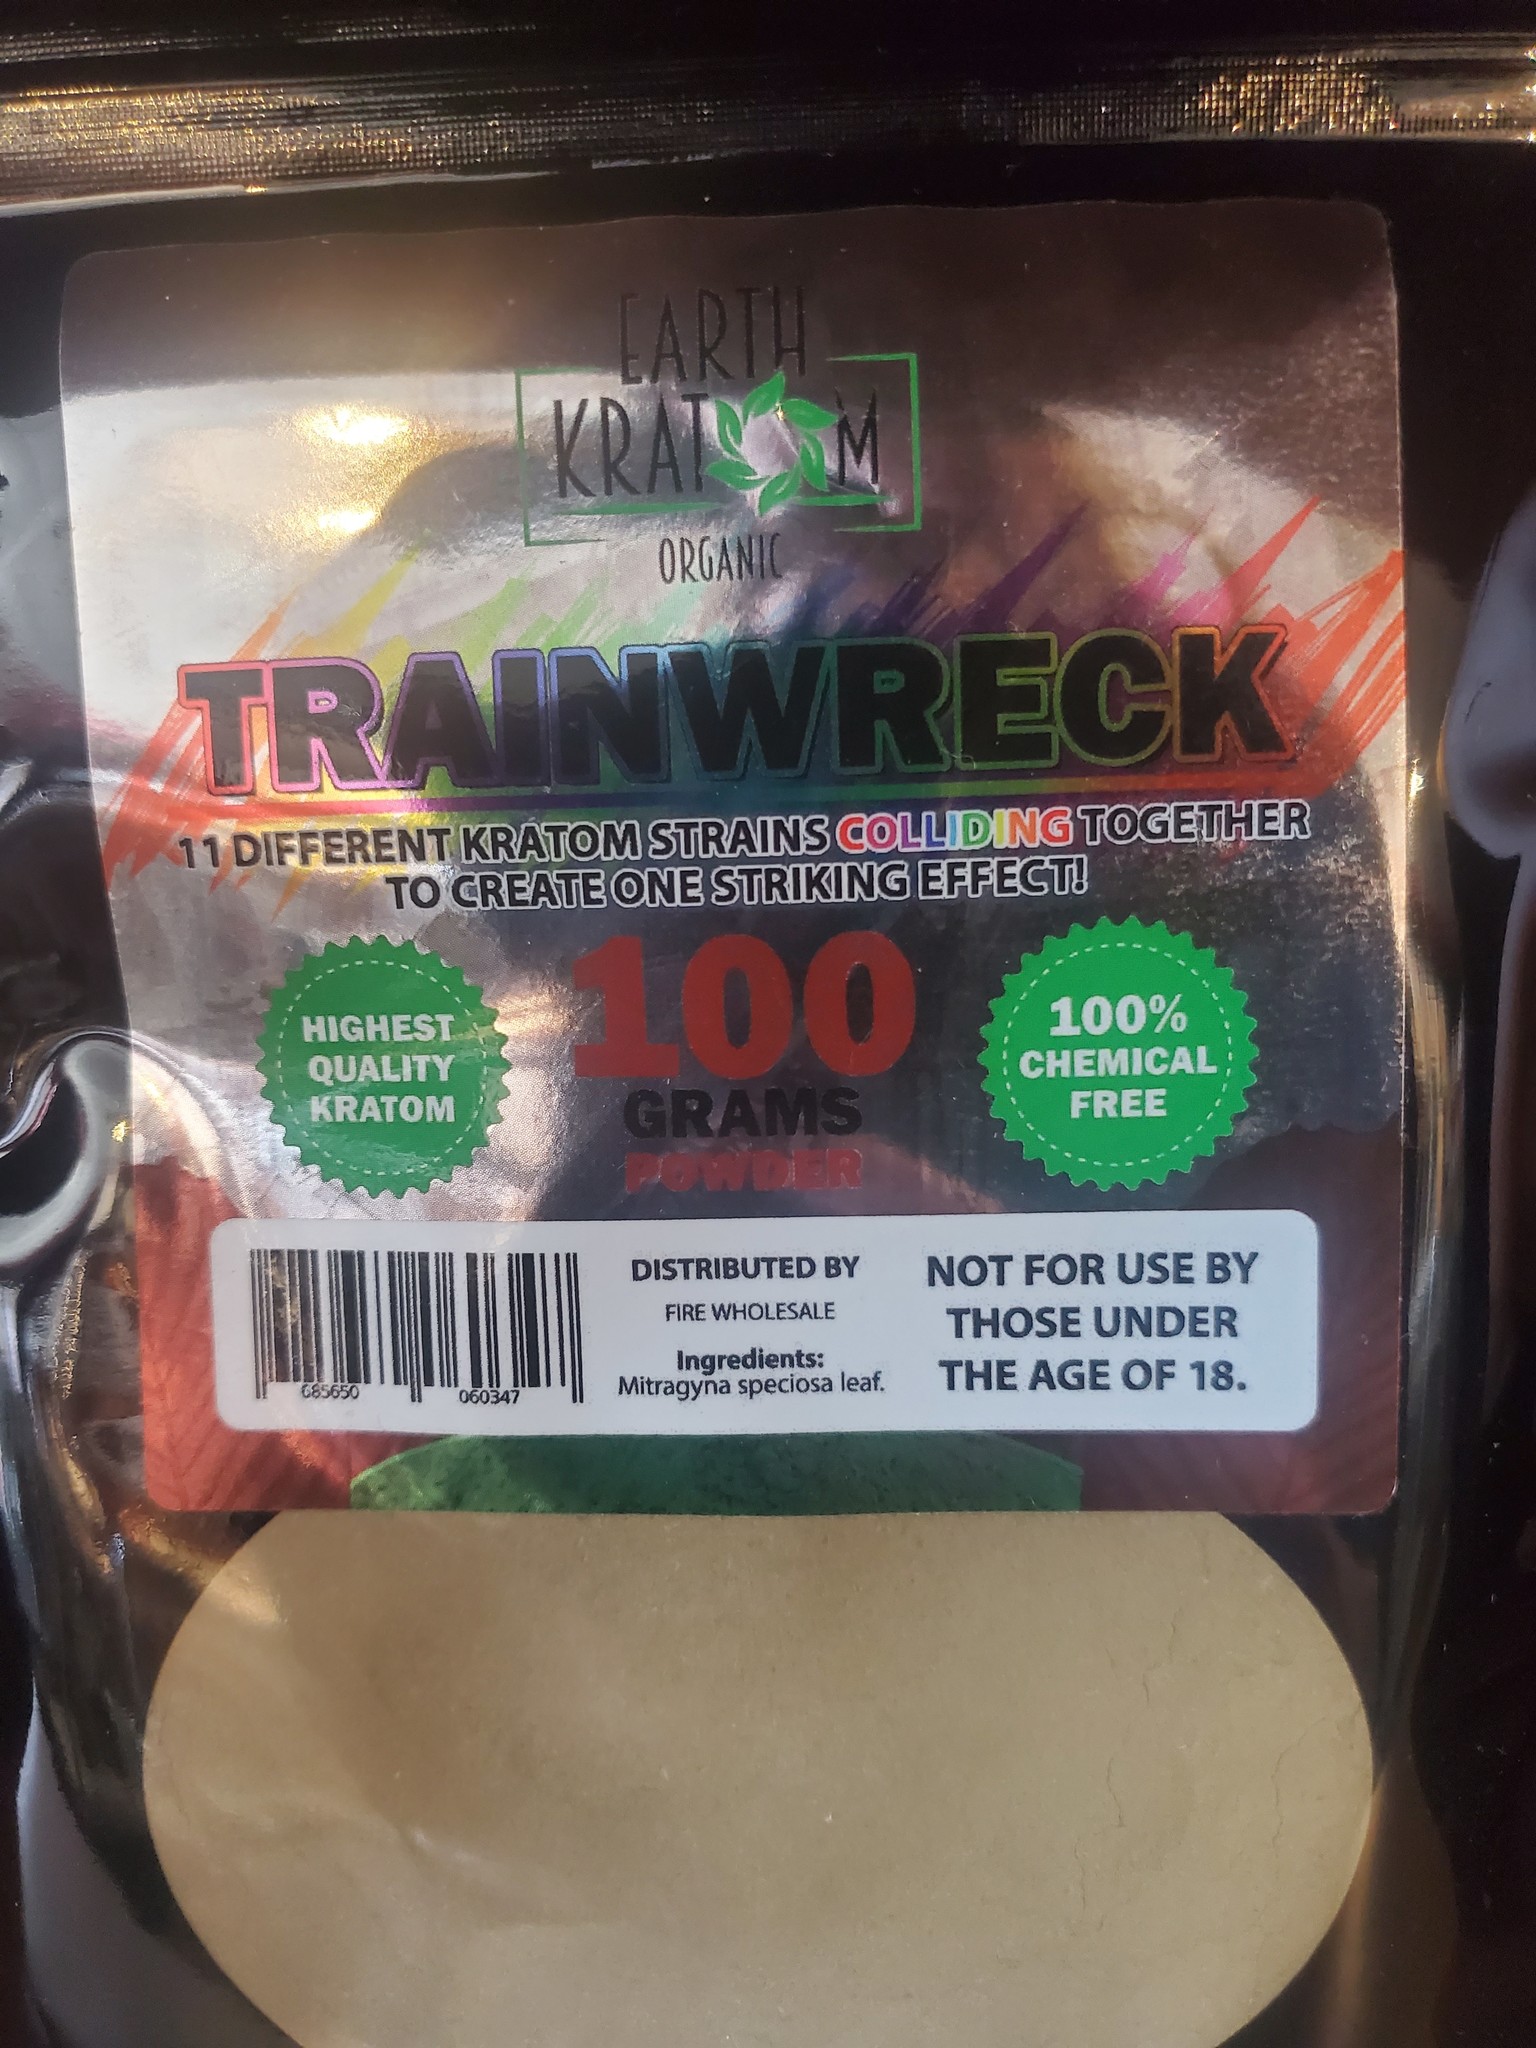 EARTH
KRATOM
ORGANIC
TRAINWRECK
11 DIFFERENT KRATOM STRAINS COLLIDING TOGETHER
TO CREATE ONE STRIKING EFFECT!
HIGHEST
QUALITY
KRATOM
100
GRAMS
POWDER
100%
CHEMICAL
FREE
685650 060347
DISTRIBUTED BY
FIRE WHOLESALE
Ingredients:
Mitragyna speciosa leaf.
NOT FOR USE BY
THOSE UNDER
THE AGE OF 18.